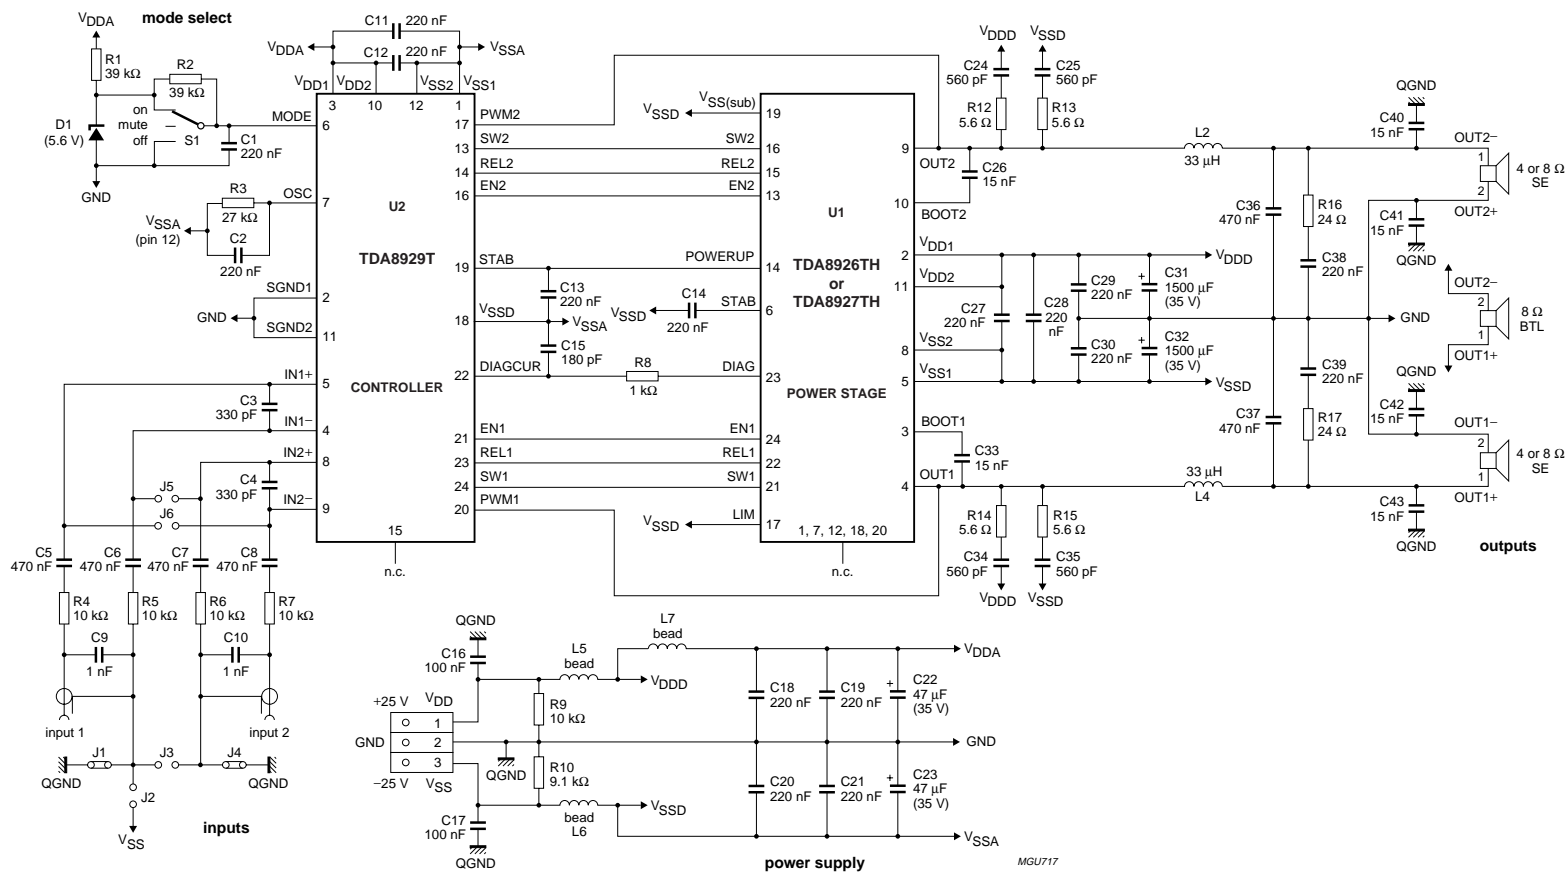 mode select
VDDA
R1
39 kΩ
R2
39 kΩ
on
mute
off
S1
D1
(5.6 V)
C1
220 nF
GND
MODE
6
R3
27 kΩ
C2
220 nF
VSSA
(pin 12)
OSC
7
C11
220 nF
C12
220 nF
VDDA
VSSA
VDD1
VDD2
VSS2
VSS1
3
10
12
1
U2
TDA8929T
CONTROLLER
SGND1
2
GND
SGND2
11
IN1+
5
C3
330 pF
IN1−
4
IN2+
8
C4
330 pF
IN2−
9
15
n.c.
17
PWM2
13
SW2
14
REL2
16
EN2
19
STAB
18
VSSD
22
DIAGCUR
21
EN1
23
REL1
24
SW1
20
PWM1
C13
220 nF
VSSA
C15
180 pF
C14
220 nF
VSSD
R8
1 kΩ
VSSD
VSS(sub)
19
SW2
16
REL2
15
EN2
13
POWERUP
14
STAB
6
DIAG
23
EN1
24
REL1
22
SW1
21
VSSD
LIM
17
U1
TDA8926TH
or
TDA8927TH
POWER STAGE
1, 7, 12, 18, 20
n.c.
9
OUT2
10
BOOT2
2
VDD1
11
VDD2
8
VSS2
5
VSS1
3
BOOT1
4
OUT1
VDDD
VSSD
C24
560 pF
C25
560 pF
R12
5.6 Ω
R13
5.6 Ω
C26
15 nF
L2
33 µH
C27
220 nF
C28
220
nF
C29
220 nF
C30
220 nF
C31
1500 µF
(35 V)
+
C32
1500 µF
(35 V)
+
VDDD
GND
VSSD
C33
15 nF
33 µH
L4
R14
5.6 Ω
R15
5.6 Ω
C34
560 pF
C35
560 pF
VDDD
VSSD
C36
470 nF
C37
470 nF
R16
24 Ω
C38
220 nF
C39
220 nF
R17
24 Ω
QGND
C40
15 nF
OUT2−
1
2
OUT2+
4 or 8 Ω
SE
C41
15 nF
QGND
OUT2−
2
1
OUT1+
8 Ω
BTL
QGND
C42
15 nF
OUT1−
2
1
OUT1+
4 or 8 Ω
SE
C43
15 nF
QGND
outputs
J5
J6
C5
470 nF
C6
470 nF
C7
470 nF
C8
470 nF
R4
10 kΩ
R5
10 kΩ
R6
10 kΩ
R7
10 kΩ
C9
1 nF
C10
1 nF
input 1
input 2
J1
J3
J4
QGND
QGND
J2
VSS
inputs
QGND
C16
100 nF
L5
bead
L7
bead
VDDA
VDDD
+25 V
VDD
1
GND
2
3
−25 V
VSS
QGND
R9
10 kΩ
R10
9.1 kΩ
C18
220 nF
C19
220 nF
C22
47 µF
(35 V)
+
GND
C20
220 nF
C21
220 nF
C23
47 µF
(35 V)
+
VSSD
bead
L6
C17
100 nF
QGND
VSSA
power supply
MGU717